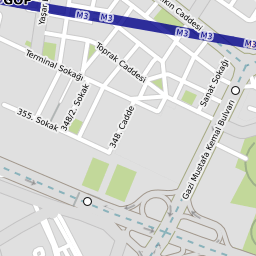 M3
M3
M3
M3
Toprak Caddesi
Terminal Sokağı
355. Sokak
348/2. Sokak
348. Cadde
Sanat Sokağı
Gazi Mustafa Kemal Bulvarı